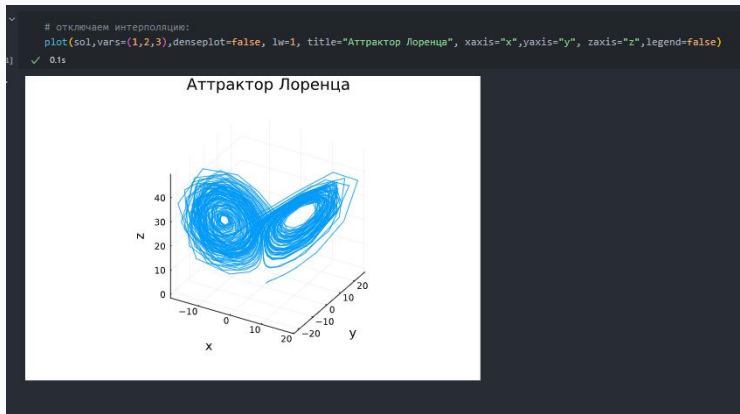 # отключаем интерполяцию:
plot(sol,vars=(1,2,3),denseplot=false, lw=1, title="Аттрактор Лоренца", xaxis="x",yaxis="y", zaxis="z",legend=false)
✓ 0.1s
Аттрактор Лоренца
40
30
20
10
0
z
−10
0
10
20
x
−20
−10
0
10
20
y